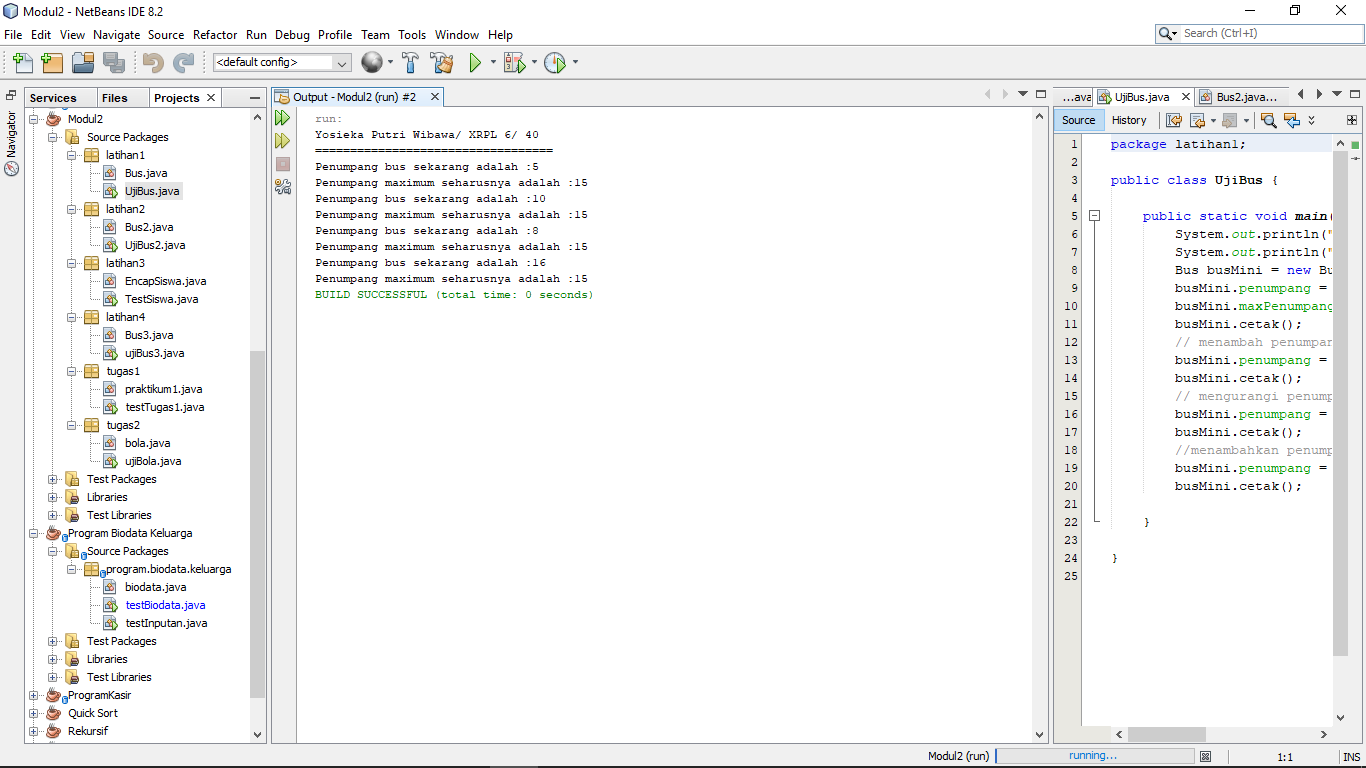 Modul2 - NetBeans IDE 8.2
File Edit View Navigate Source Refactor Run Debug Profile Team Tools Window Help
Search (Ctrl+I)
<default config>
Navigator
Services Files Projects
Modul2
Source Packages
latihan1
Bus.java
UjiBus.java
latihan2
Bus2.java
UjiBus2.java
latihan3
EncapSiswa.java
TestSiswa.java
latihan4
Bus3.java
ujiBus3.java
tugas1
praktikum1.java
testTugas1.java
tugas2
bola.java
ujiBola.java
Test Packages
Libraries
Test Libraries
Program Biodata Keluarga
Source Packages
program.biodata.keluarga
biodata.java
testBiodata.java
testInputan.java
Test Packages
Libraries
Test Libraries
ProgramKasir
Quick Sort
Rekursif
Output - Modul2 (run) #2
run:
Yosieka Putri Wibawa/ XRPL 6/ 40
==================================
Penumpang bus sekarang adalah :5
Penumpang maximum seharusnya adalah :15
Penumpang bus sekarang adalah :10
Penumpang maximum seharusnya adalah :15
Penumpang bus sekarang adalah :8
Penumpang maximum seharusnya adalah :15
Penumpang bus sekarang adalah :16
Penumpang maximum seharusnya adalah :15
BUILD SUCCESSFUL (total time: 0 seconds)
...ava UjiBus.java Bus2.java...
Source History
1 package latihan1;
2
3 public class UjiBus {
4
5 public static void main(
6 System.out.println("
7 System.out.println("
8 Bus busMini = new Bu
9 busMini.penumpang =
10 busMini.maxPenumpang
11 busMini.cetak();
12 // menambah penumpan
13 busMini.penumpang =
14 busMini.cetak();
15 // mengurangi penump
16 busMini.penumpang =
17 busMini.cetak();
18 //menambahkan penump
19 busMini.penumpang =
20 busMini.cetak();
21
22 }
23
24 }
25
Modul2 (run) running... 1:1 INS